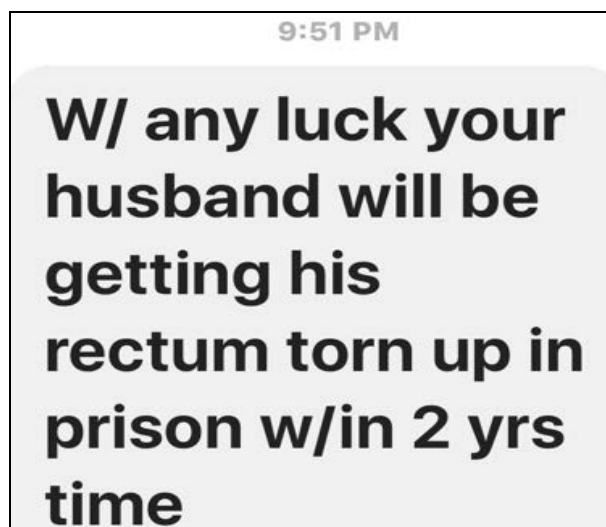 9:51 PM
W/ any luck your
husband will be
getting his
rectum torn up in
prison w/in 2 yrs
time